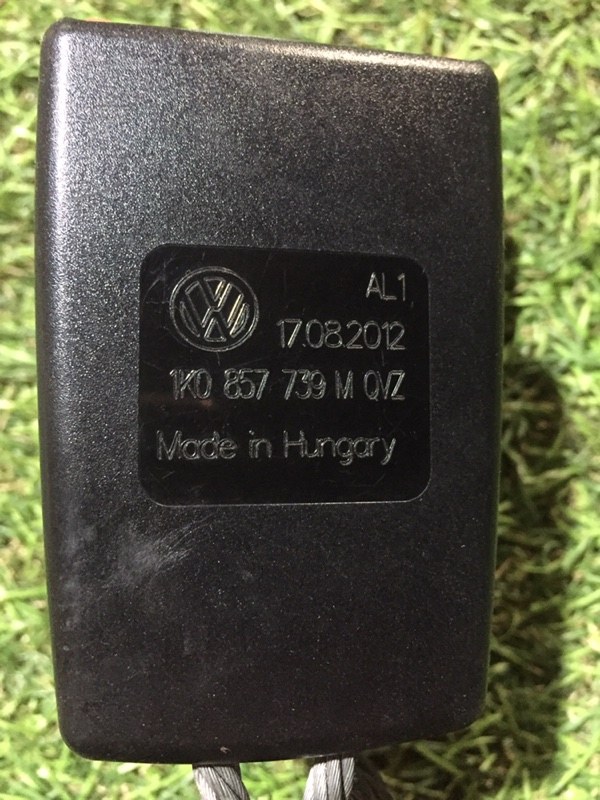 AL1
17.08.2012
1K0 857 739 M QVZ
Made in Hungary